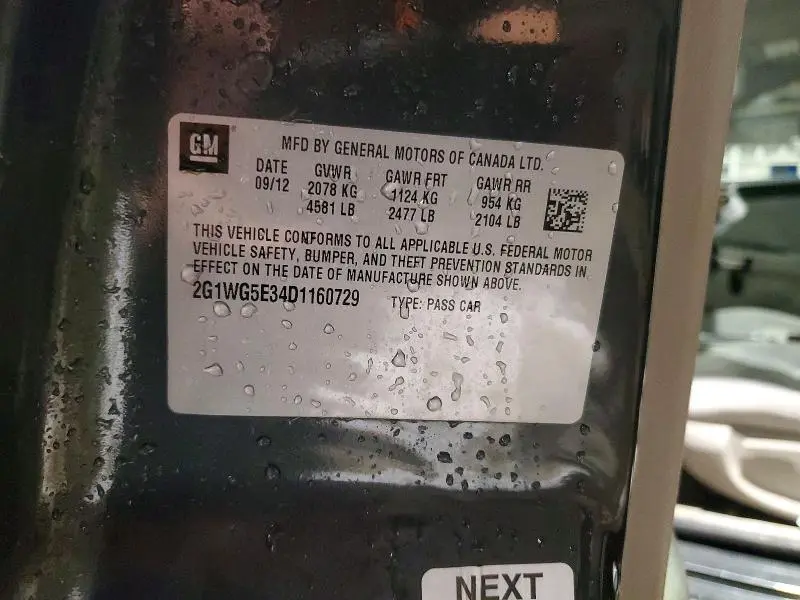 GM
MFD BY GENERAL MOTORS OF CANADA LTD.
DATE GVWR GAWR FRT GAWR RR
09/12 2078 KG 1124 KG 954 KG
4581 LB 2477 LB 2104 LB
THIS VEHICLE CONFORMS TO ALL APPLICABLE U.S. FEDERAL MOTOR
VEHICLE SAFETY, BUMPER, AND THEFT PREVENTION STANDARDS IN
EFFECT ON THE DATE OF MANUFACTURE SHOWN ABOVE.
2G1WG5E34D1160729 TYPE: PASS CAR
NEXT